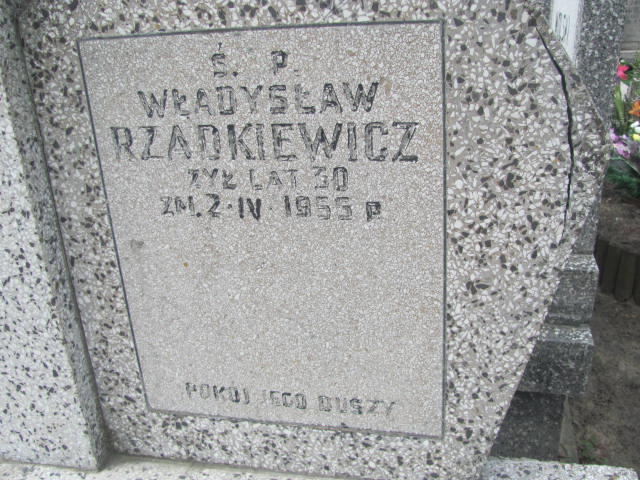 Ś. P.
WŁADYSŁAW
RZADKIEWICZ
ŻYŁ LAT 30
ZM. 2·IV·1955 R
POKÓJ JEGO DUSZY